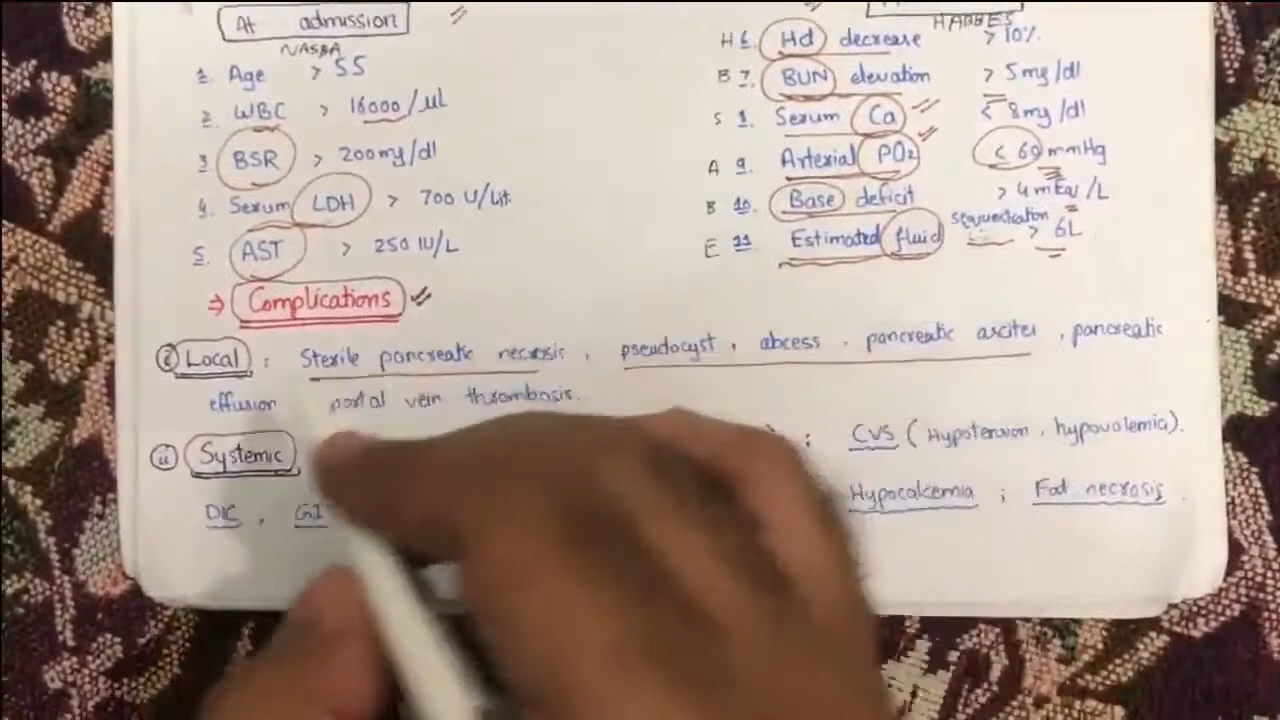 At admission
NASBA
1. Age > 55
2. WBC > 16000/µl
3 BSR > 200mg/dl
4. Serum LDH > 700 U/Lit
5. AST > 250 IU/L
HABBES
H 6. Hct decrease > 10%
B 7. BUN elevation > 5mg/dl
S 8. Serum Ca < 8mg/dl
A 9. Arterial PO2 < 60 mmHg
B 10. Base deficit > 4 mEq/L
E 11 Estimated fluid sequestration > 6L
⇒ Complications
i Local : Sterile pancreatic necrosis, pseudocyst, abcess, pancreatic ascites, pancreatic
effusion portal vein thrombosis.
ii Systemic ; CVS (Hypotension, hypovolemia).
DIC, GI Hypocalcemia ; Fat necrosis.